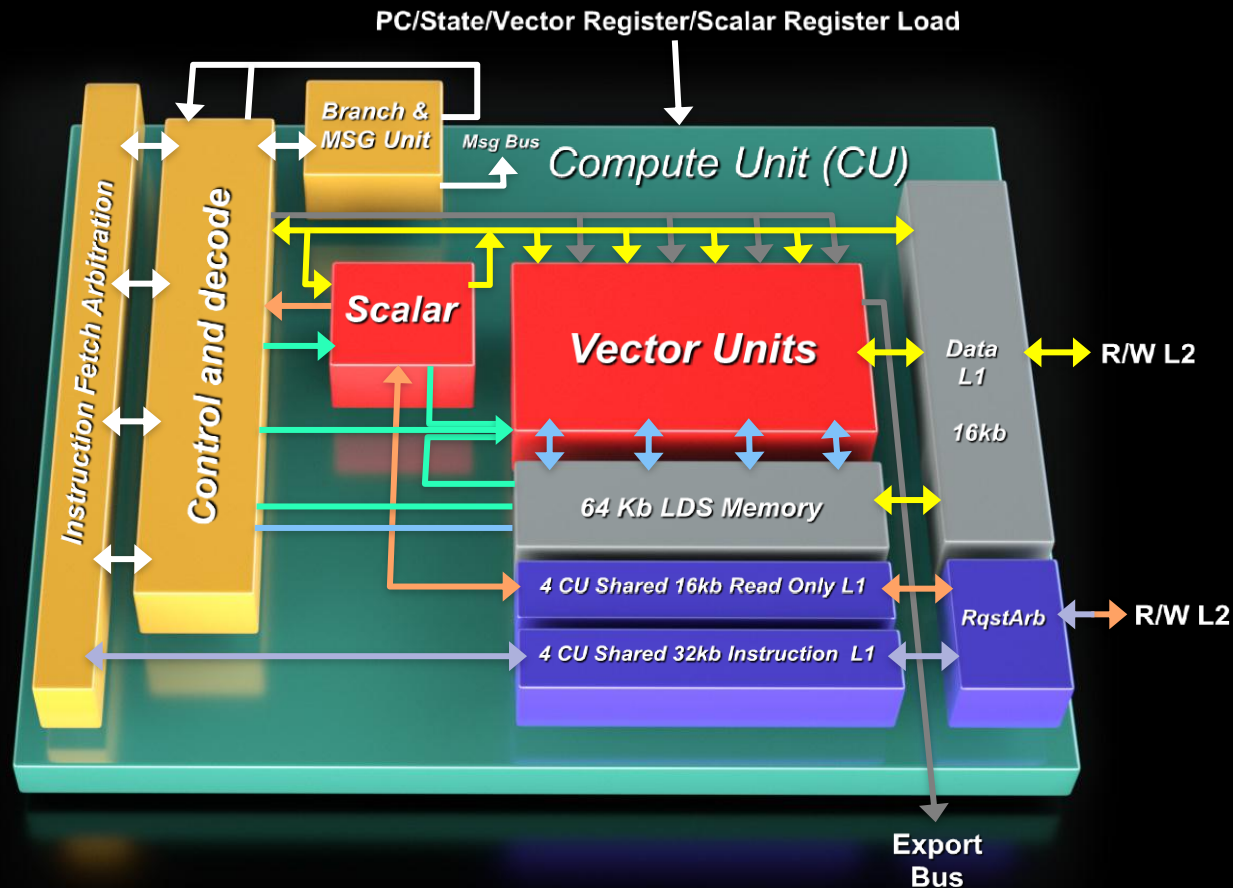 PC/State/Vector Register/Scalar Register Load
Branch &
MSG Unit
Msg Bus
Compute Unit (CU)
Instruction Fetch Arbitration
Control and decode
Scalar
Vector Units
Data
L1
16kb
R/W L2
64 Kb LDS Memory
4 CU Shared 16kb Read Only L1
RqstArb
R/W L2
4 CU Shared 32kb Instruction L1
Export
Bus